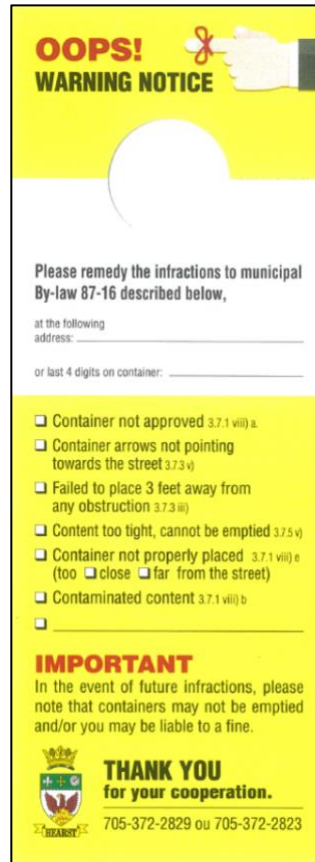 OOPS!
WARNING NOTICE
Please remedy the infractions to municipal
By-law 87-16 described below,
at the following
address:
or last 4 digits on container:
Container not approved 3.7.1 viii) a.
Container arrows not pointing
towards the street 3.7.3 v)
Failed to place 3 feet away from
any obstruction 3.7.3 iii)
Content too tight, cannot be emptied 3.7.5 v)
Container not properly placed 3.7.1 viii) e
(too close far from the street)
Contaminated content 3.7.1 viii) b
IMPORTANT
In the event of future infractions, please
note that containers may not be emptied
and/or you may be liable to a fine.
THANK YOU
for your cooperation.
HEARST
705-372-2829 ou 705-372-2823